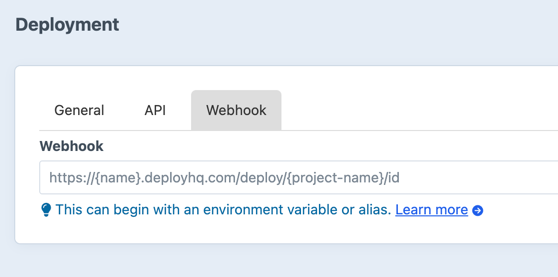 Deployment
General API Webhook
Webhook
https://{name}.deployhq.com/deploy/{project-name}/id
This can begin with an environment variable or alias. Learn more